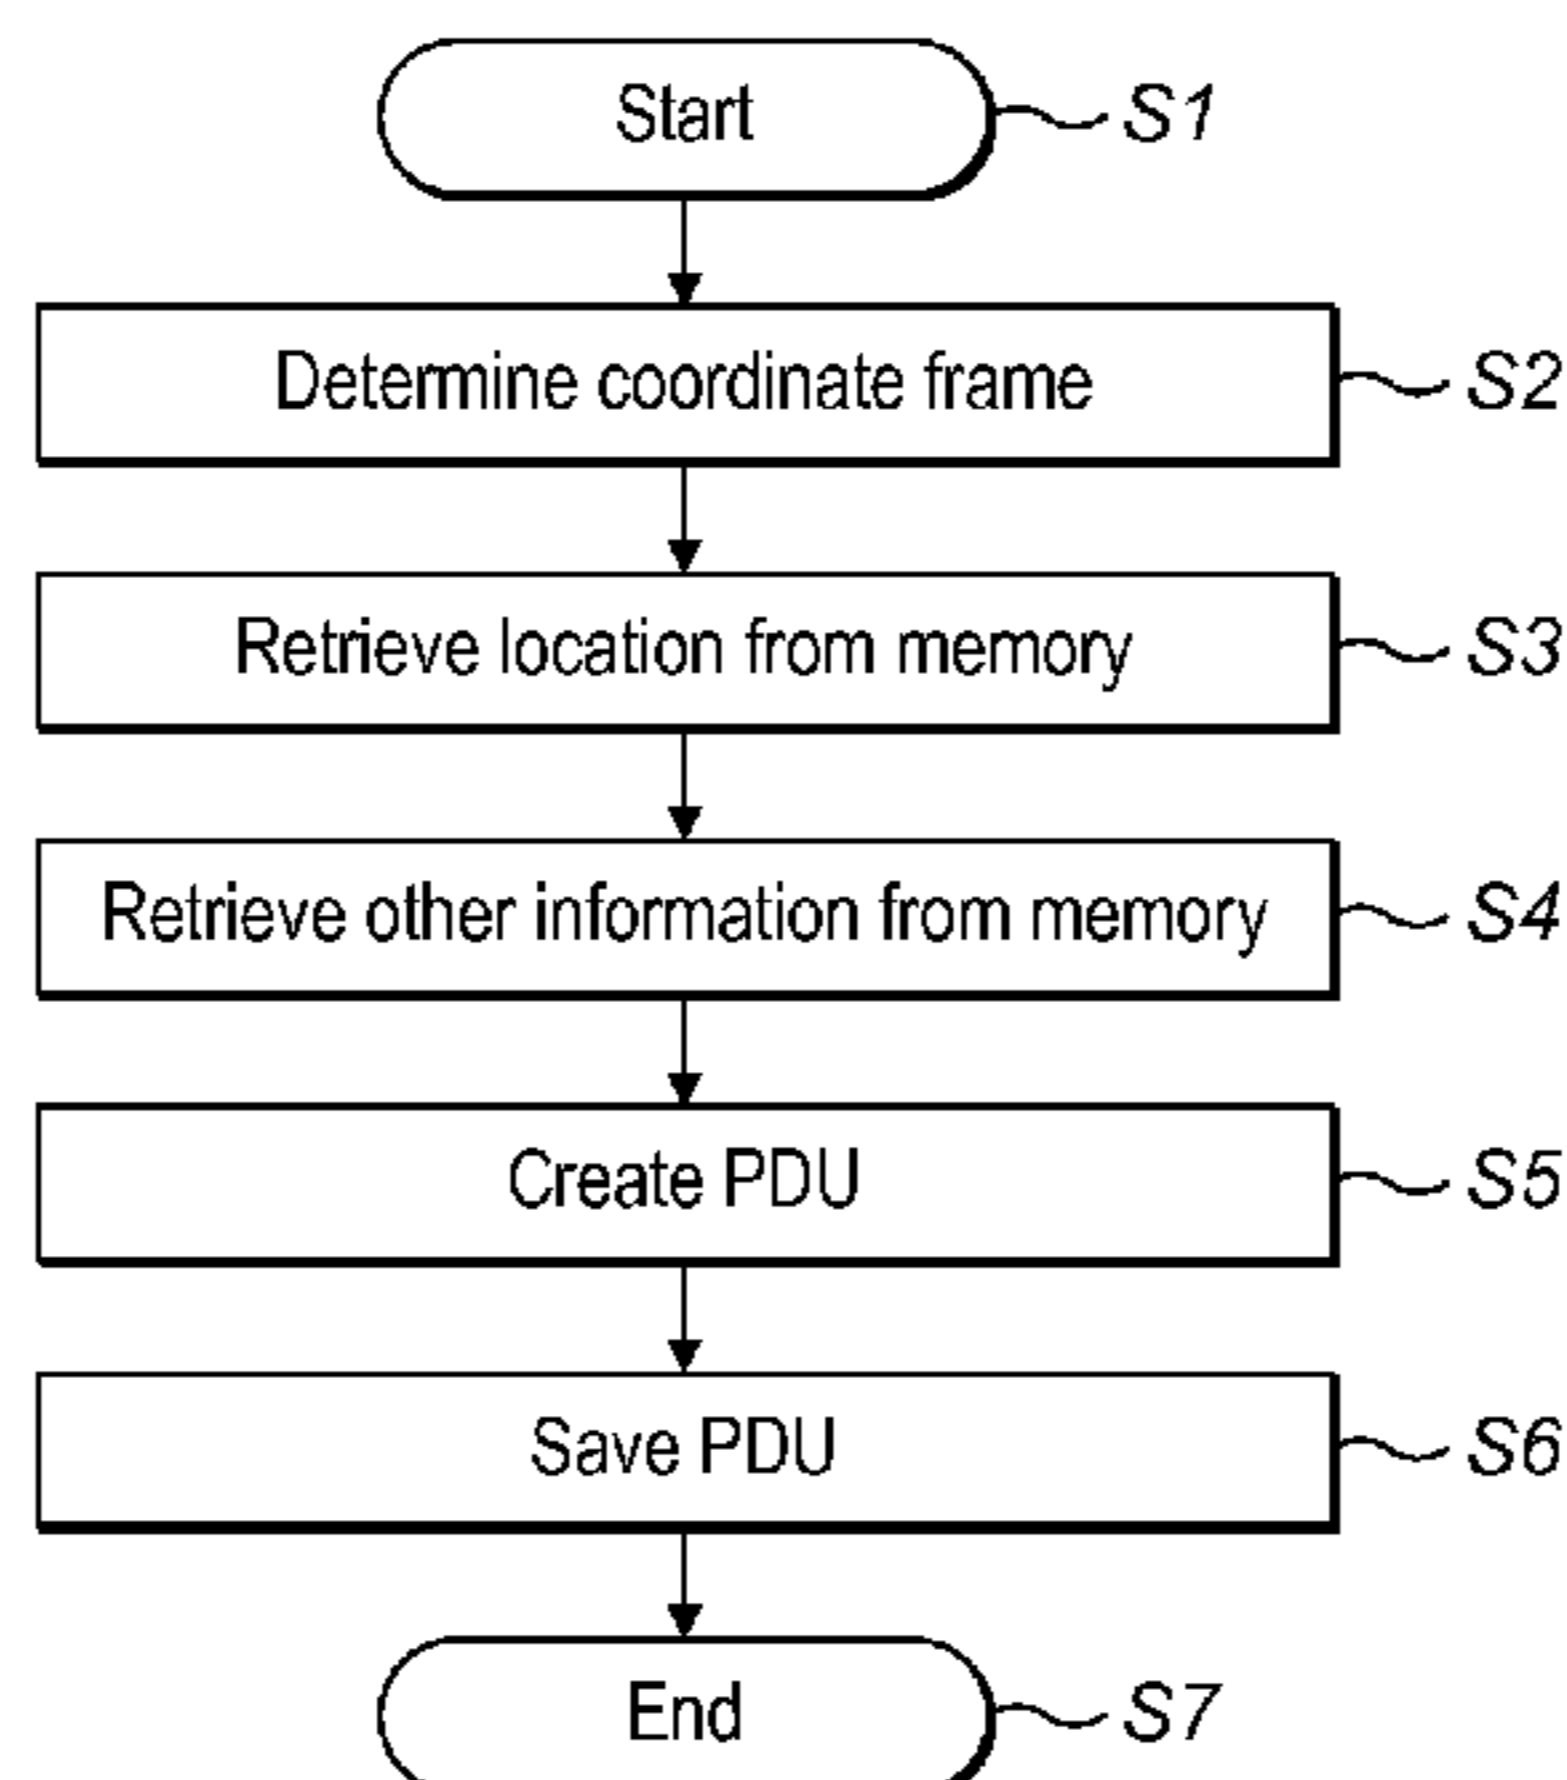 Start S1
Determine coordinate frame S2
Retrieve location from memory S3
Retrieve other information from memory S4
Create PDU S5
Save PDU S6
End S7